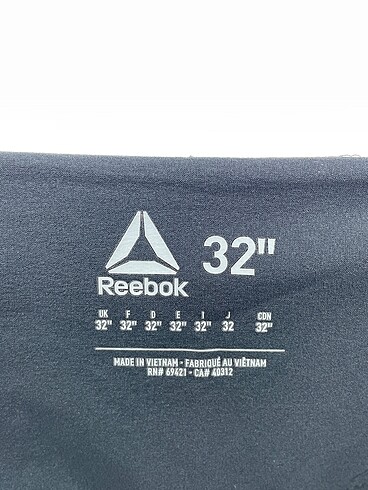 32"
Reebok
UK F D E I J CDN
32" 32" 32" 32" 32" 32 32"
MADE IN VIETNAM - FABRIQUÉ AU VIÊTNAM
RN# 69421 - CA# 40312